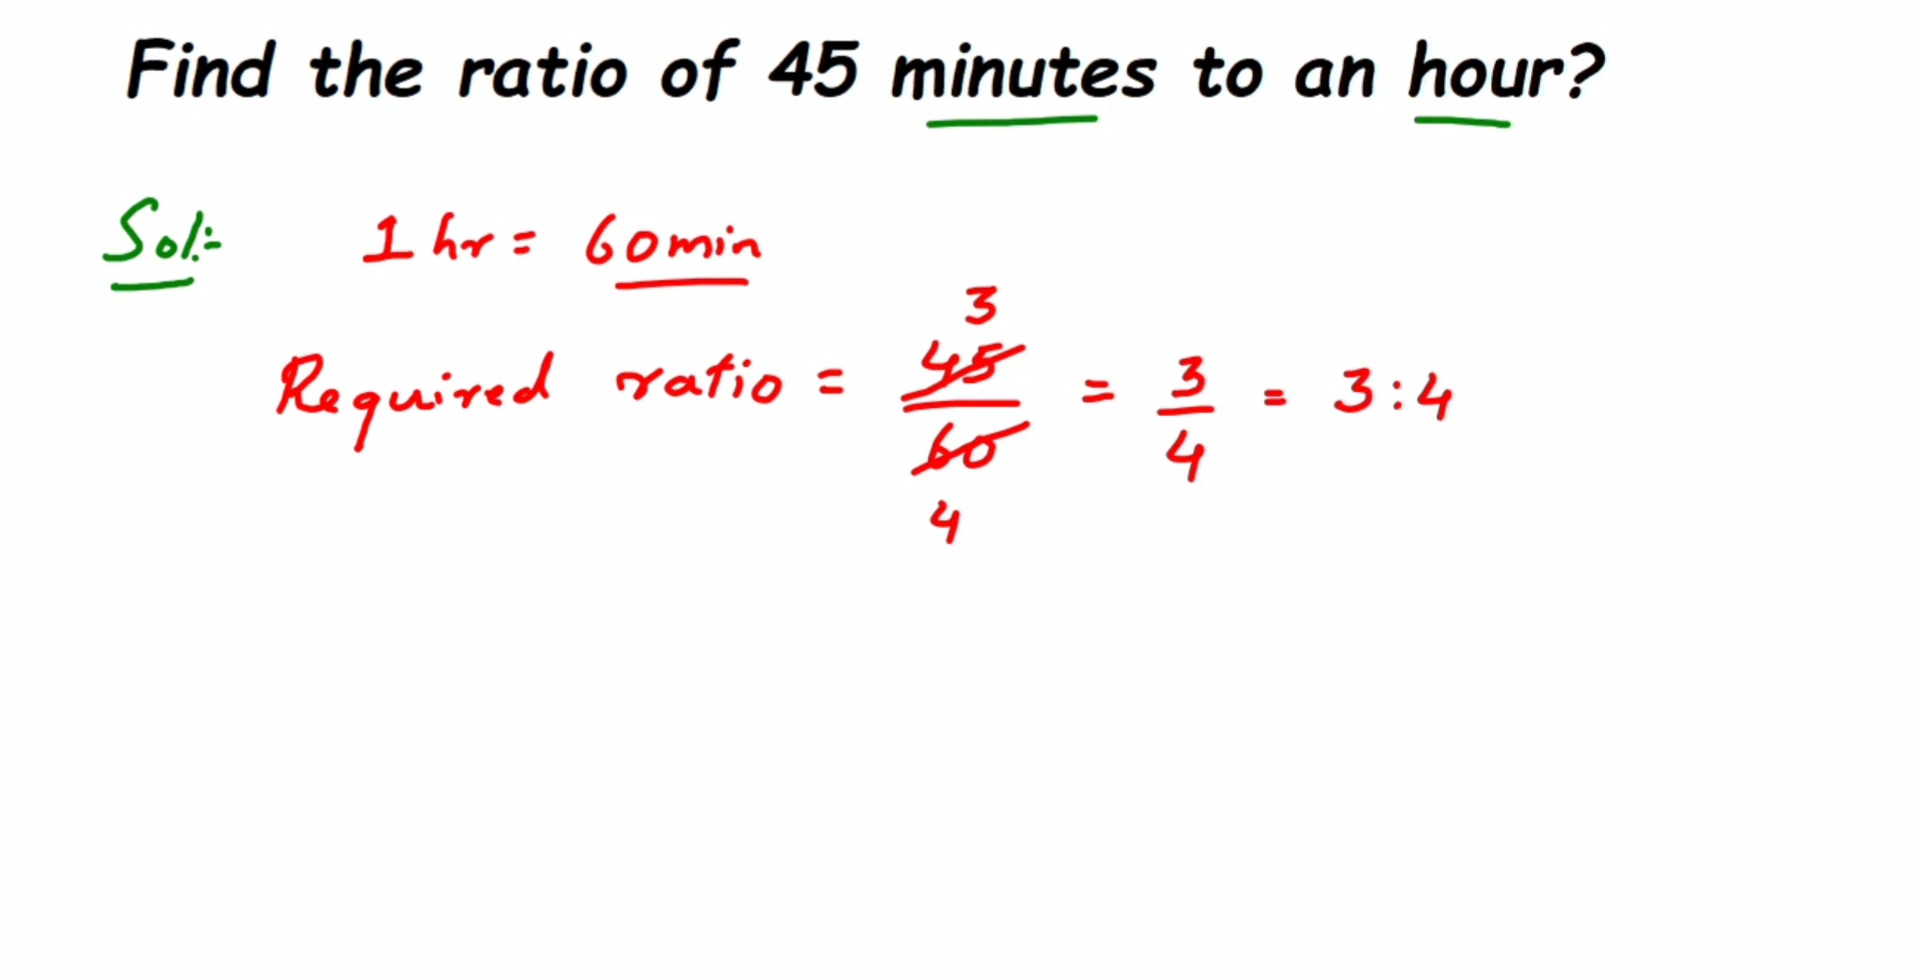 Find the ratio of 45 minutes to an hour?
Sol:-
1 hr = 60 min
3
Required ratio = 45/60 = 3/4 = 3:4
4